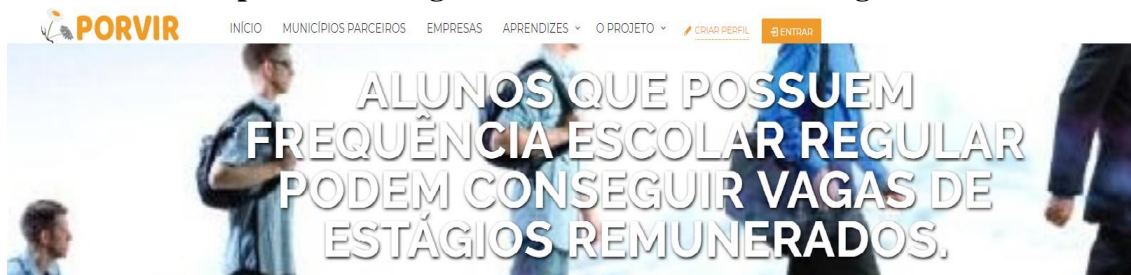 PORVIR
INÍCIO MUNICÍPIOS PARCEIROS EMPRESAS APRENDIZES O PROJETO CRIAR PERFIL ENTRAR
ALUNOS QUE POSSUEM
FREQUÊNCIA ESCOLAR REGULAR
PODEM CONSEGUIR VAGAS DE
ESTÁGIOS REMUNERADOS.